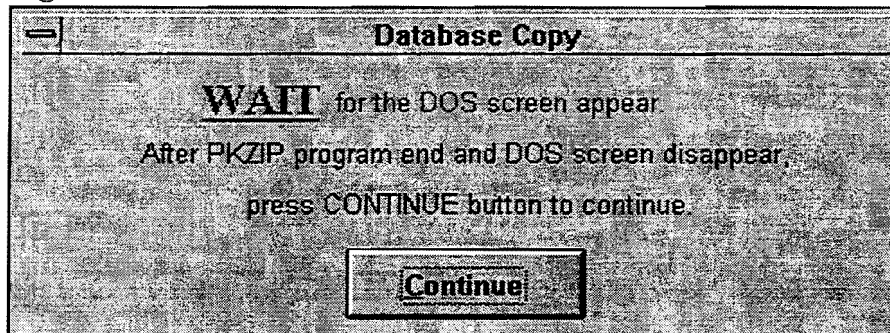 Database Copy
WAIT for the DOS screen appear.
After PKZIP program end and DOS screen disappear,
press CONTINUE button to continue.
Continue